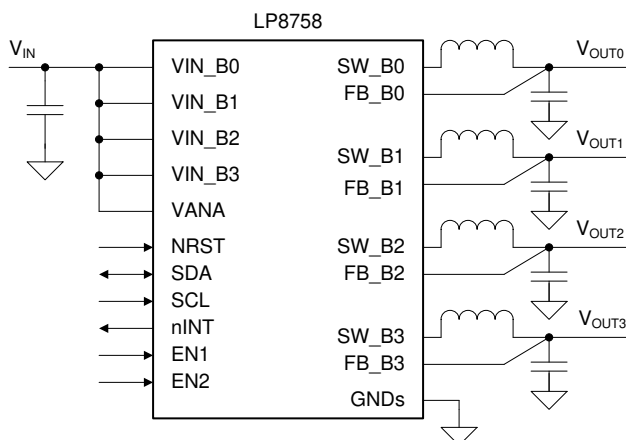 LP8758
VIN
VIN_B0
VIN_B1
VIN_B2
VIN_B3
VANA
NRST
SDA
SCL
nINT
EN1
EN2
SW_B0
FB_B0
SW_B1
FB_B1
SW_B2
FB_B2
SW_B3
FB_B3
GNDs
VOUT0
VOUT1
VOUT2
VOUT3